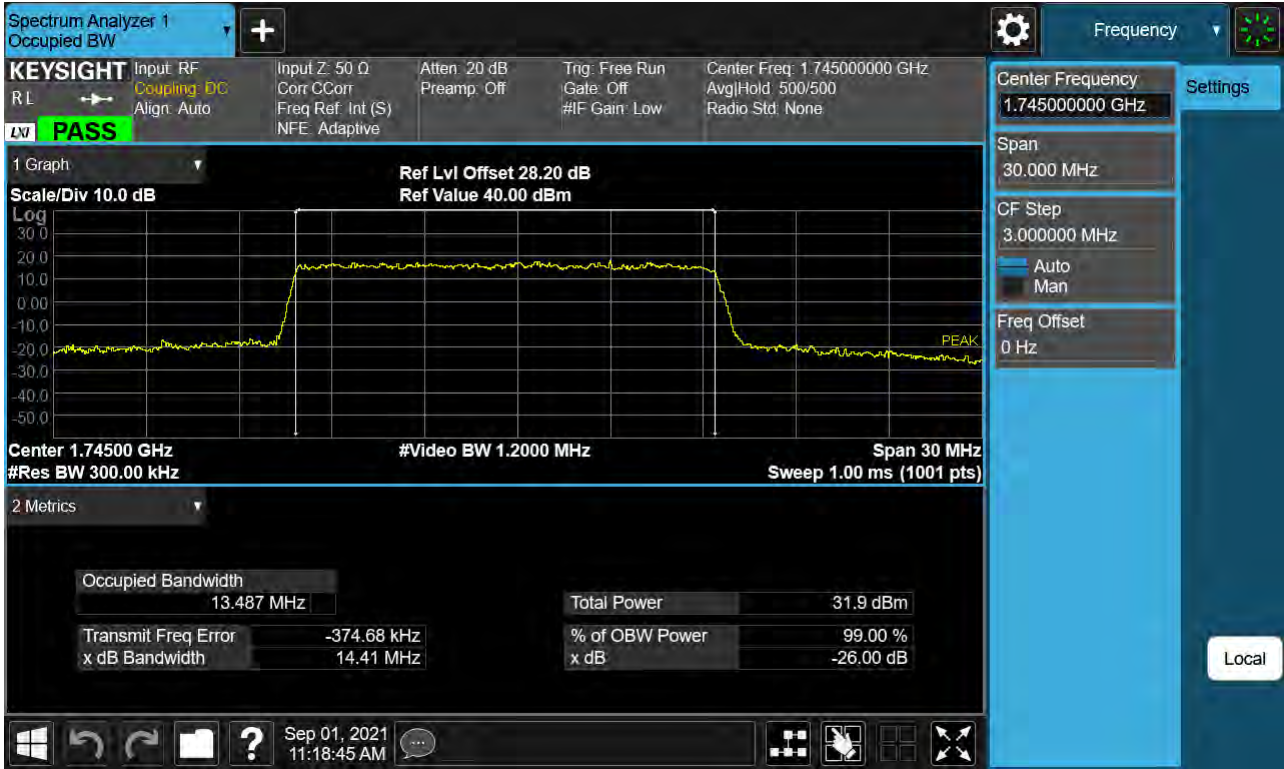 Spectrum Analyzer 1
Occupied BW
+
Frequency
KEYSIGHT
RL
LXI PASS
Input: RF
Coupling: DC
Align: Auto
Input Z: 50 Ω
Corr CCorr
Freq Ref: Int (S)
NFE: Adaptive
Atten: 20 dB
Preamp: Off
Trig: Free Run
Gate: Off
#IF Gain: Low
Center Freq: 1.745000000 GHz
Avg|Hold: 500/500
Radio Std: None
1 Graph
Scale/Div 10.0 dB
Ref Lvl Offset 28.20 dB
Ref Value 40.00 dBm
Log
30.0
20.0
10.0
0.00
-10.0
-20.0
-30.0
-40.0
-50.0
PEAK
Center 1.74500 GHz
#Video BW 1.2000 MHz
Span 30 MHz
#Res BW 300.00 kHz
Sweep 1.00 ms (1001 pts)
2 Metrics
Occupied Bandwidth
13.487 MHz
Total Power 31.9 dBm
Transmit Freq Error -374.68 kHz
% of OBW Power 99.00 %
x dB Bandwidth 14.41 MHz
x dB -26.00 dB
?
Sep 01, 2021
11:18:45 AM
Center Frequency
1.745000000 GHz
Settings
Span
30.000 MHz
CF Step
3.000000 MHz
Auto
Man
Freq Offset
0 Hz
Local